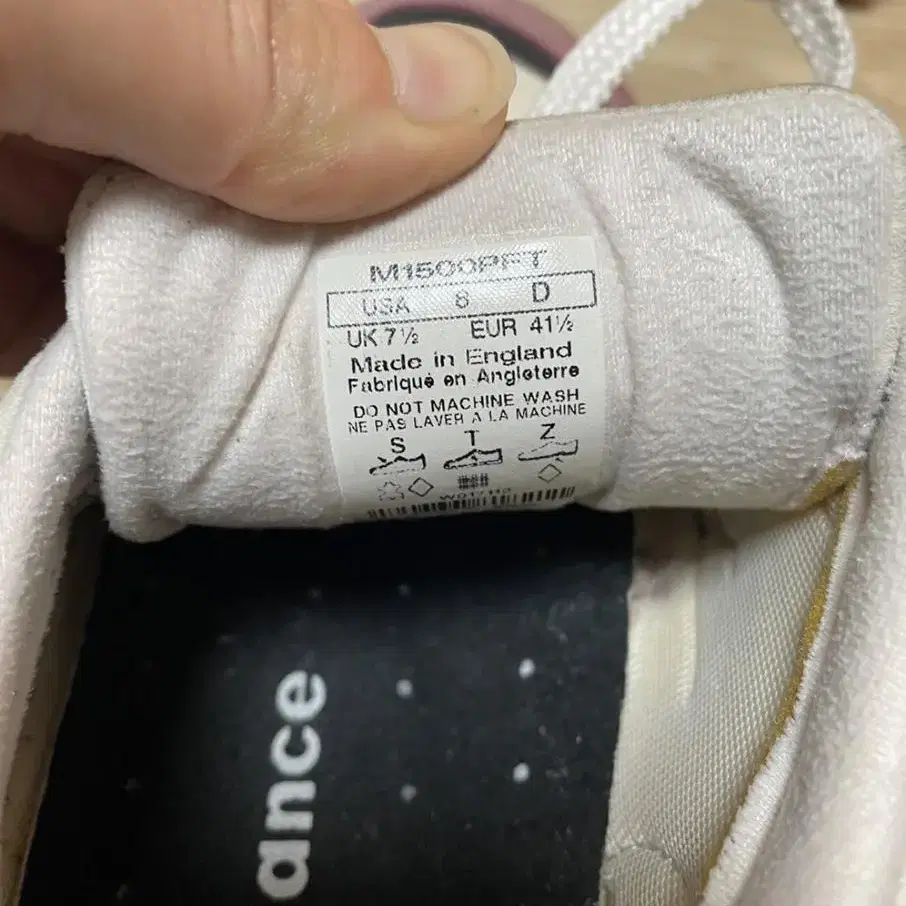 M1500PFT
USA 8 D
UK 7½ EUR 41½
Made in England
Fabriqué en Angleterre
DO NOT MACHINE WASH
NE PAS LAVER A LA MACHINE
S T Z
ance